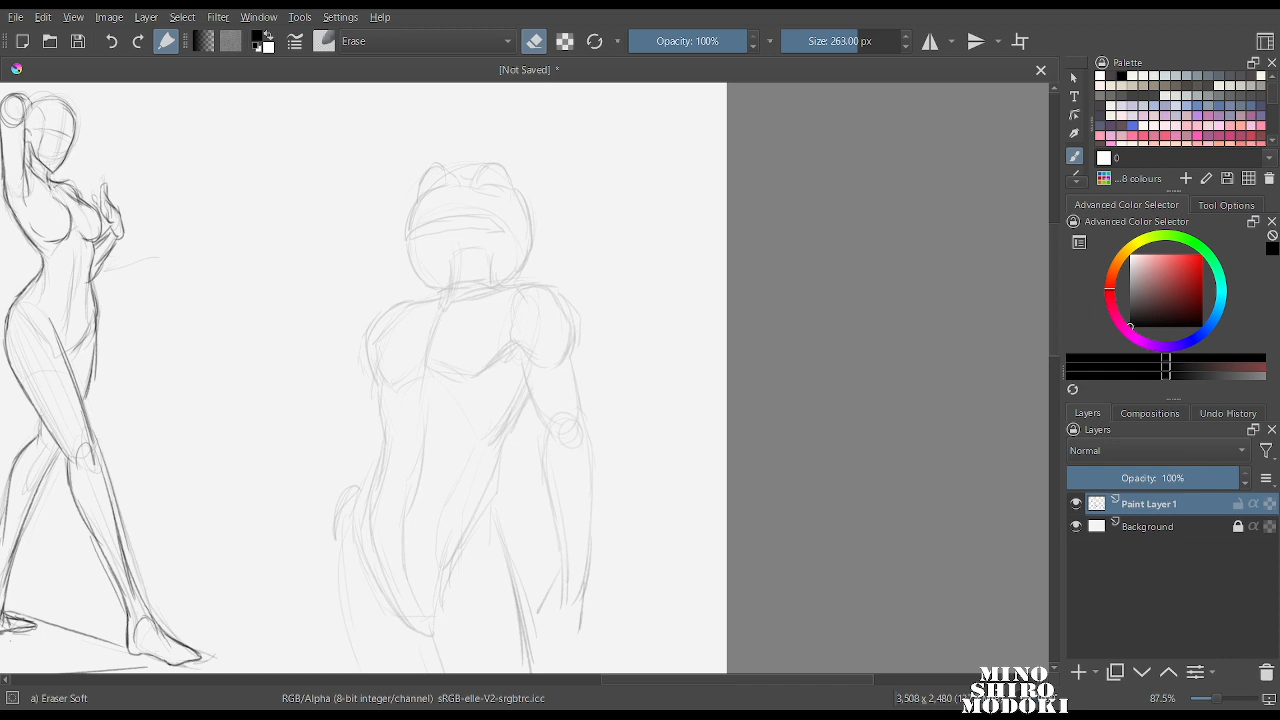 File Edit View Image Layer Select Filter Window Tools Settings Help
Erase
Opacity: 100%
Size: 263.00 px
[Not Saved] *
Palette
0
...8 colours
Advanced Color Selector
Tool Options
Advanced Color Selector
Layers
Compositions
Undo History
Layers
Normal
Opacity: 100%
Paint Layer 1
Background
a) Eraser Soft
RGB/Alpha (8-bit integer/channel) sRGB-elle-V2-srgbtrc.icc
3,508 x 2,480
87.5%
MINO
SHIRO
MODOKI